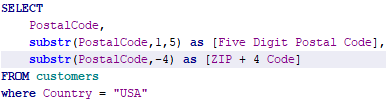 SELECT
PostalCode,
substr(PostalCode,1,5) as [Five Digit Postal Code],
substr(PostalCode,-4) as [ZIP + 4 Code]
FROM customers
where Country = "USA"